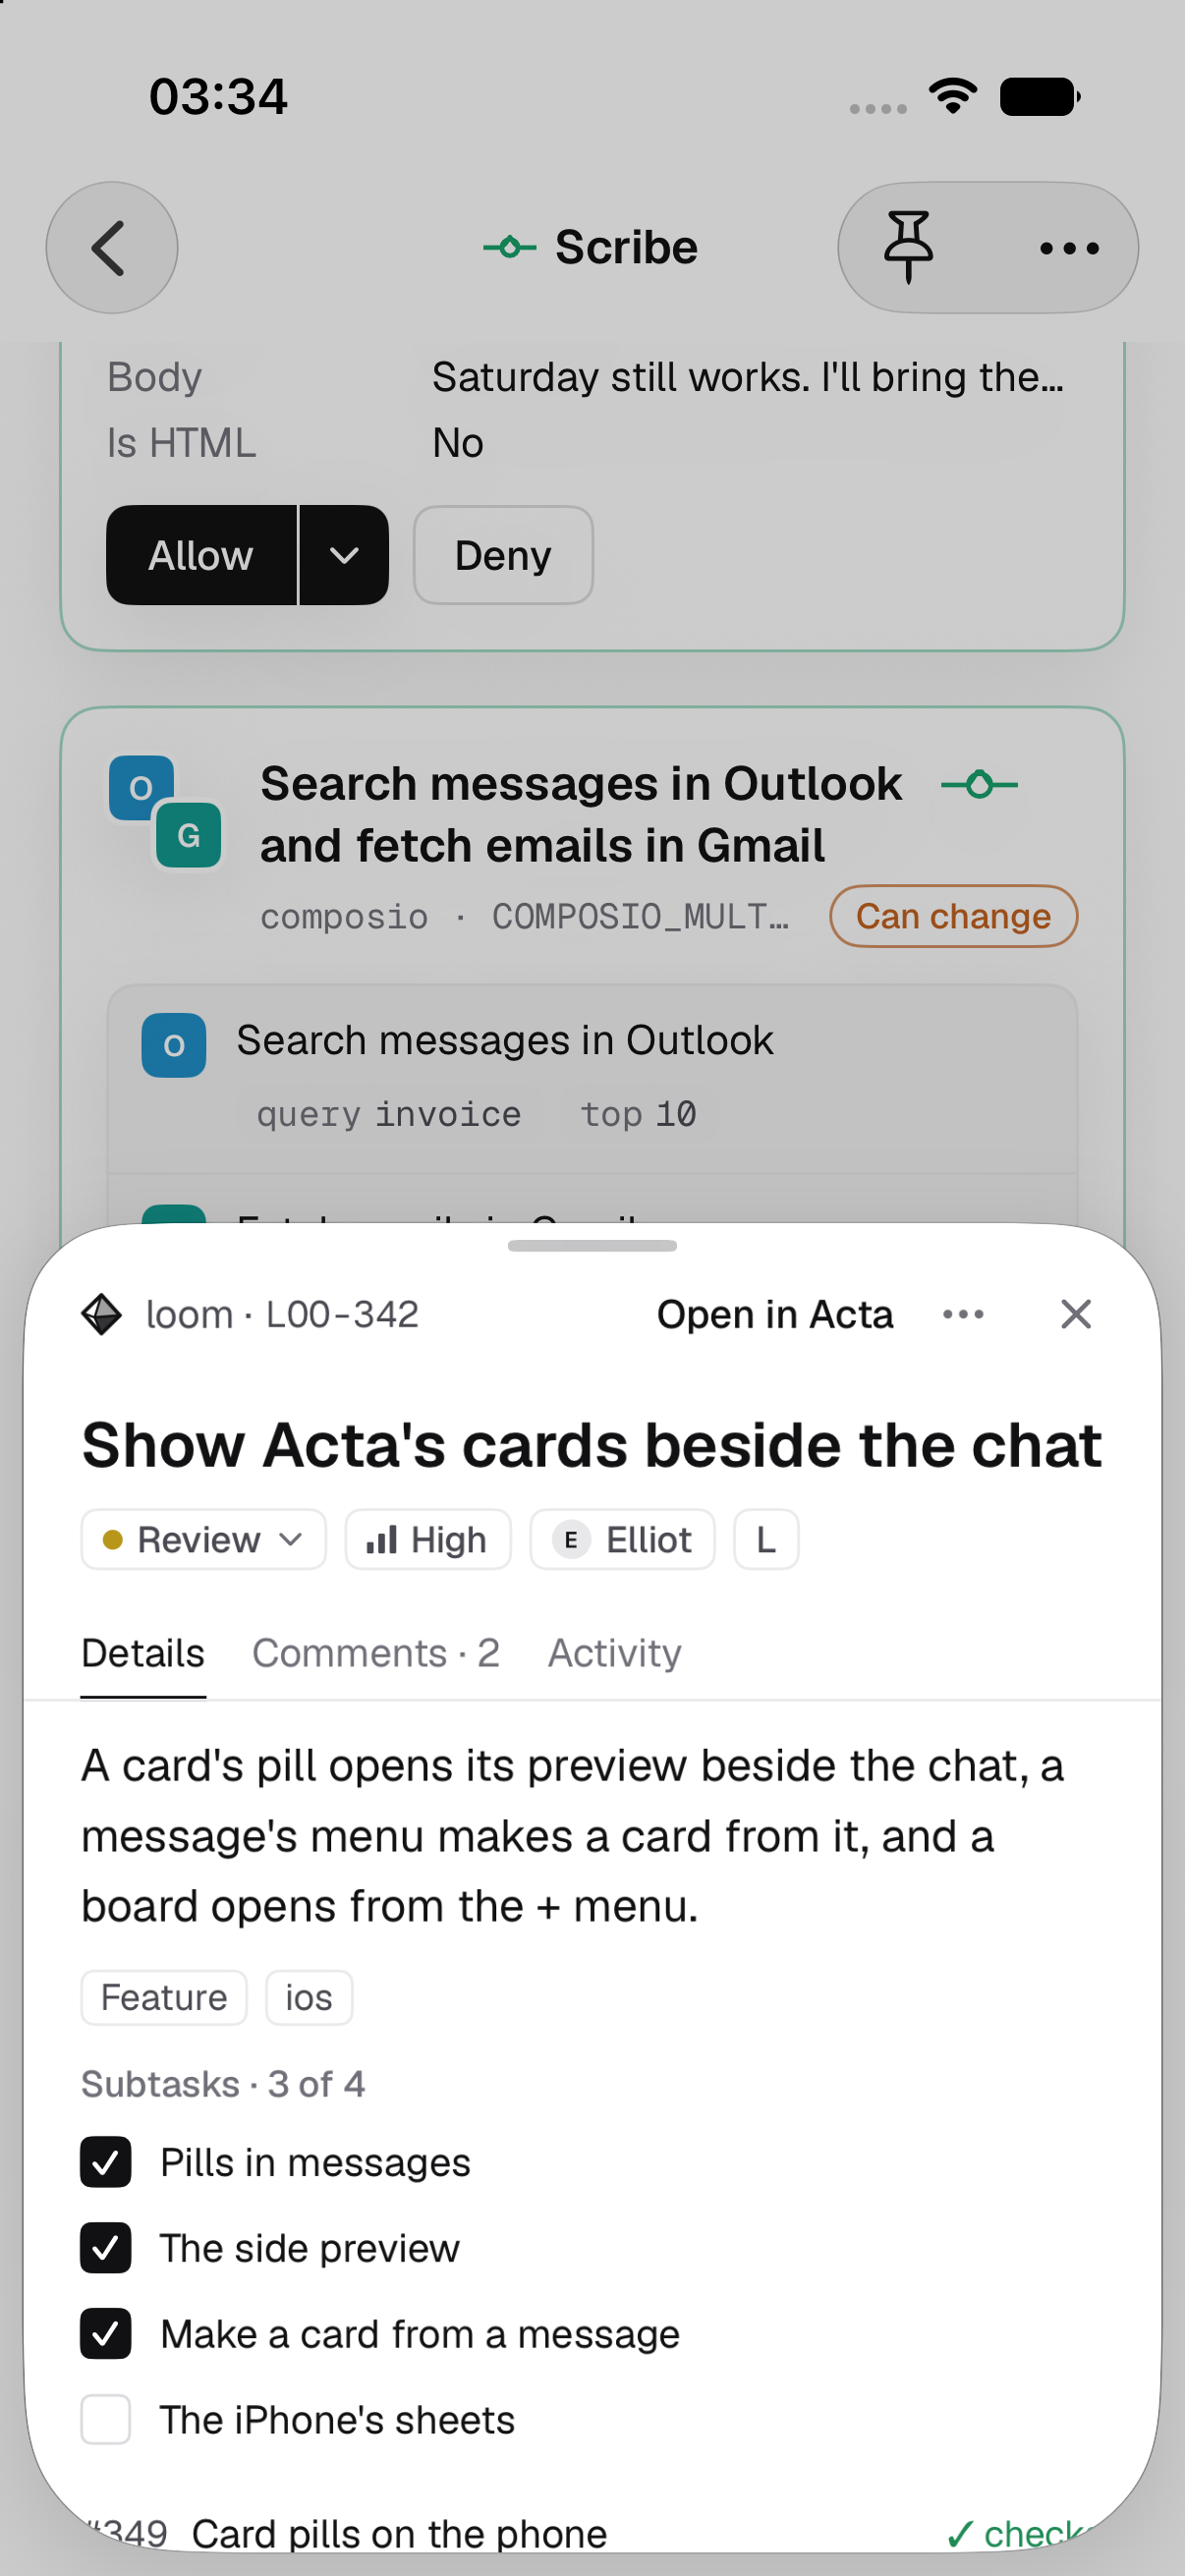 03:34
Scribe
Body Saturday still works. I'll bring the...
Is HTML No
Allow Deny
O
G
Search messages in Outlook
and fetch emails in Gmail
composio · COMPOSIO_MULT... Can change
O Search messages in Outlook
query invoice top 10
loom · LOO-342 Open in Acta
Show Acta's cards beside the chat
Review High E Elliot L
Details Comments · 2 Activity
A card's pill opens its preview beside the chat, a
message's menu makes a card from it, and a
board opens from the + menu.
Feature ios
Subtasks · 3 of 4
Pills in messages
The side preview
Make a card from a message
The iPhone's sheets
#349 Card pills on the phone ✓ checks